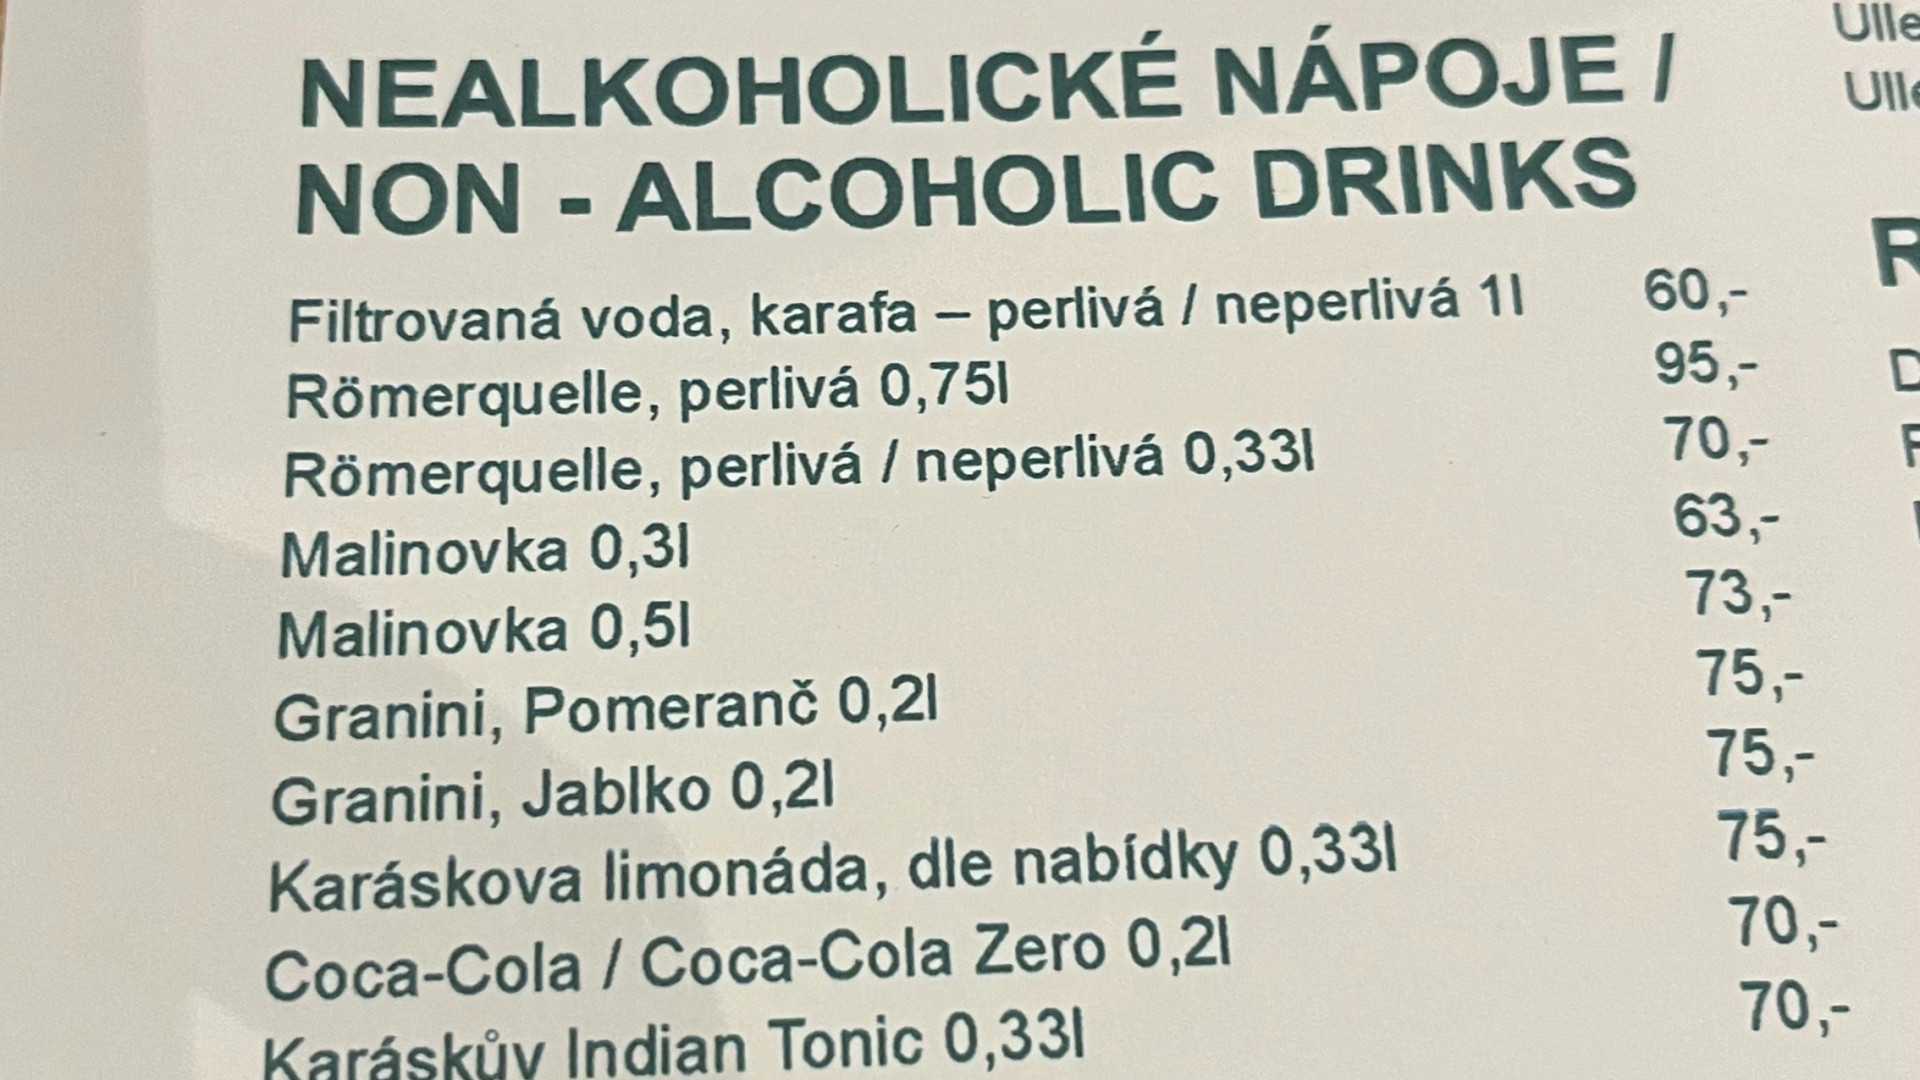 NEALKOHOLICKÉ NÁPOJE /
NON - ALCOHOLIC DRINKS
Filtrovaná voda, karafa – perlivá / neperlivá 1l 60,-
Römerquelle, perlivá 0,75l 95,-
Römerquelle, perlivá / neperlivá 0,33l 70,-
Malinovka 0,3l 63,-
Malinovka 0,5l 73,-
Granini, Pomeranč 0,2l 75,-
Granini, Jablko 0,2l 75,-
Karáskova limonáda, dle nabídky 0,33l 75,-
Coca-Cola / Coca-Cola Zero 0,2l 70,-
Karáskův Indian Tonic 0,33l 70,-